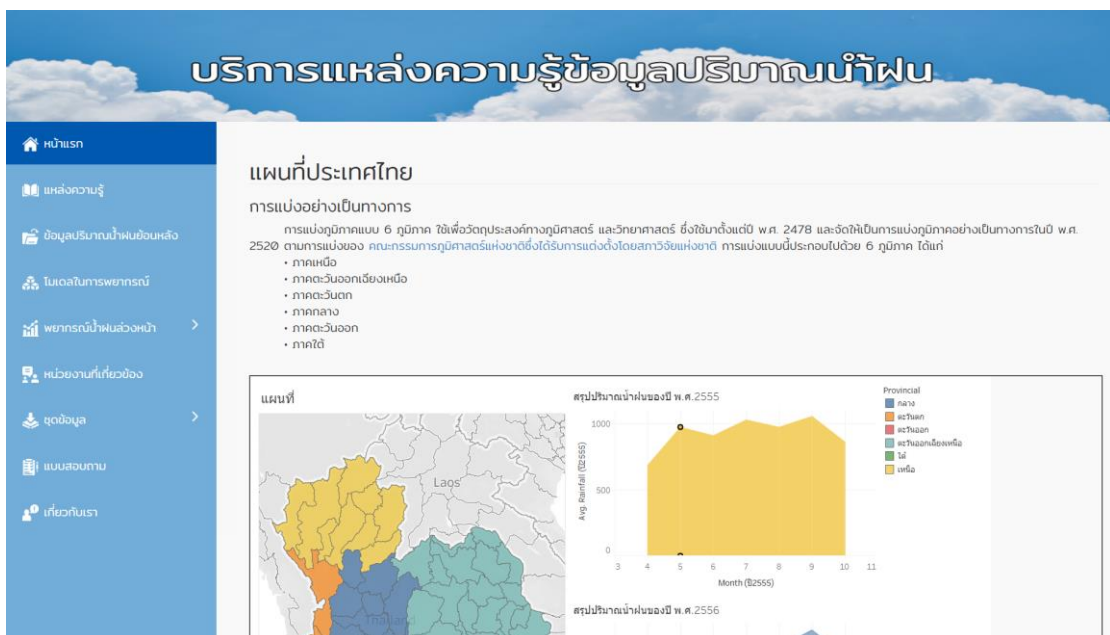 บริการแหล่งความรู้ข้อมูลปริมาณน้ำฝน
หน้าแรก
แหล่งความรู้
ข้อมูลปริมาณน้ำฝนย้อนหลัง
โมเดลในการพยากรณ์
พยากรณ์น้ำฝนล่วงหน้า
หน่วยงานที่เกี่ยวข้อง
ชุดข้อมูล
แบบสอบถาม
เกี่ยวกับเรา
แผนที่ประเทศไทย
การแบ่งอย่างเป็นทางการ
การแบ่งภูมิภาคแบบ 6 ภูมิภาค ใช้เพื่อวัตถุประสงค์ทางภูมิศาสตร์ และวิทยาศาสตร์ ซึ่งใช้มาตั้งแต่ปี พ.ศ. 2478 และจัดให้เป็นการแบ่งภูมิภาคอย่างเป็นทางการในปี พ.ศ.
2520 ตามการแบ่งของ คณะกรรมการภูมิศาสตร์แห่งชาติซึ่งได้รับการแต่งตั้งโดยสภาวิจัยแห่งชาติ การแบ่งแบบนี้ประกอบไปด้วย 6 ภูมิภาค ได้แก่
• ภาคเหนือ
• ภาคตะวันออกเฉียงเหนือ
• ภาคตะวันตก
• ภาคกลาง
• ภาคตะวันออก
• ภาคใต้
แผนที่
Laos
Thailand
สรุปปริมาณน้ำฝนของปี พ.ศ.2555
1000
500
0
Avg. Rainfall (ปี2555)
3 4 5 6 7 8 9 10 11
Month (ปี2555)
Provincial
กลาง
ตะวันตก
ตะวันออก
ตะวันออกเฉียงเหนือ
ใต้
เหนือ
สรุปปริมาณน้ำฝนของปี พ.ศ.2556